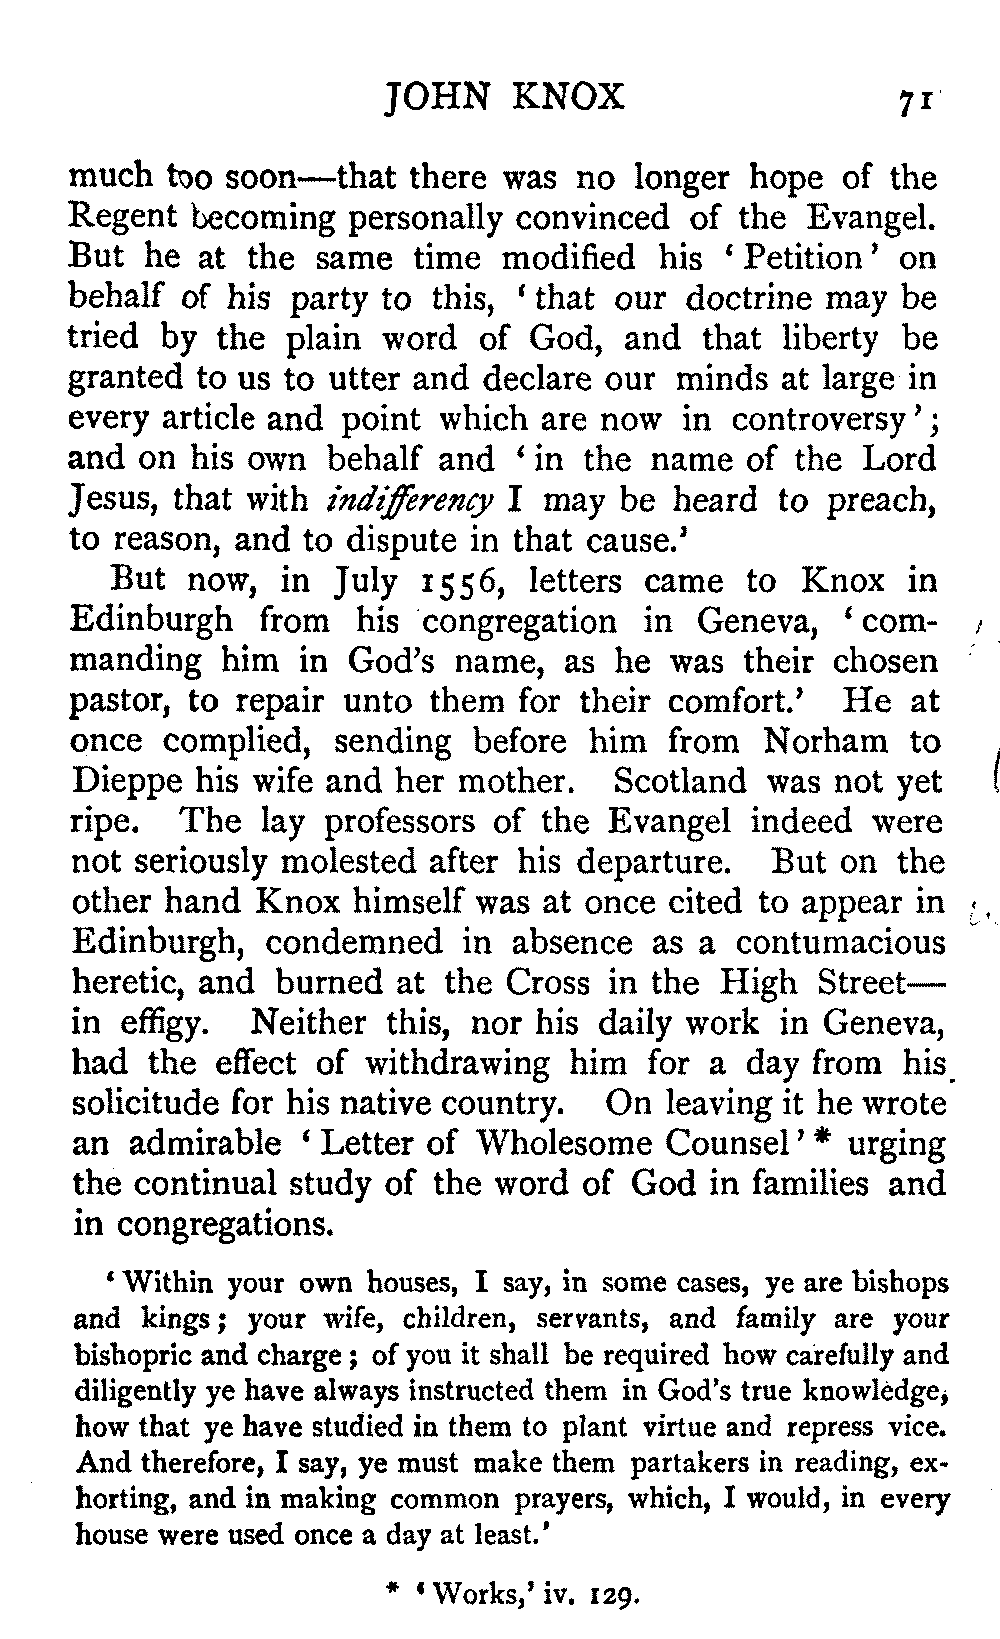 JOHN KNOX 71
much too soon—that there was no longer hope of the
Regent becoming personally convinced of the Evangel.
But he at the same time modified his ‘Petition’ on
behalf of his party to this, ‘that our doctrine may be
tried by the plain word of God, and that liberty be
granted to us to utter and declare our minds at large in
every article and point which are now in controversy’;
and on his own behalf and ‘in the name of the Lord
Jesus, that with indifferency I may be heard to preach,
to reason, and to dispute in that cause.’
But now, in July 1556, letters came to Knox in
Edinburgh from his congregation in Geneva, ‘com-
manding him in God's name, as he was their chosen
pastor, to repair unto them for their comfort.’ He at
once complied, sending before him from Norham to
Dieppe his wife and her mother. Scotland was not yet
ripe. The lay professors of the Evangel indeed were
not seriously molested after his departure. But on the
other hand Knox himself was at once cited to appear in
Edinburgh, condemned in absence as a contumacious
heretic, and burned at the Cross in the High Street—
in effigy. Neither this, nor his daily work in Geneva,
had the effect of withdrawing him for a day from his
solicitude for his native country. On leaving it he wrote
an admirable ‘Letter of Wholesome Counsel’* urging
the continual study of the word of God in families and
in congregations.
‘Within your own houses, I say, in some cases, ye are bishops
and kings; your wife, children, servants, and family are your
bishopric and charge; of you it shall be required how carefully and
diligently ye have always instructed them in God's true knowledge,
how that ye have studied in them to plant virtue and repress vice.
And therefore, I say, ye must make them partakers in reading, ex-
horting, and in making common prayers, which, I would, in every
house were used once a day at least.’
* ‘Works,’ iv. 129.